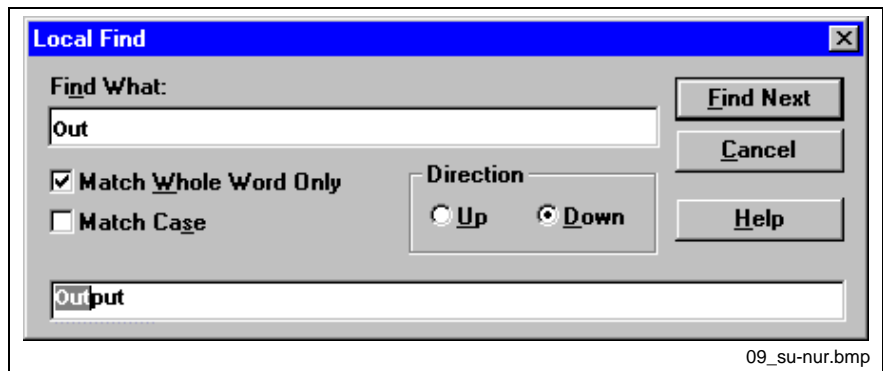 Local Find
Find What:
Find Next
Out
Cancel
Match Whole Word Only
Direction
Match Case
Up
Down
Help
Output
09_su-nur.bmp